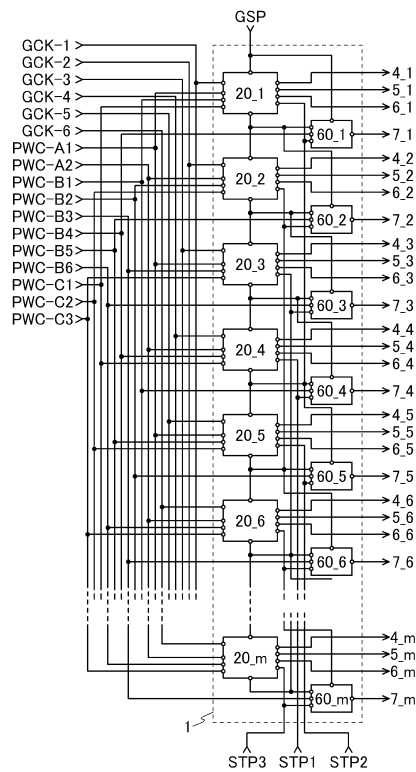 GSP
GCK-1
GCK-2
GCK-3
GCK-4
GCK-5
GCK-6
PWC-A1
PWC-A2
PWC-B1
PWC-B2
PWC-B3
PWC-B4
PWC-B5
PWC-B6
PWC-C1
PWC-C2
PWC-C3
20_1
4_1
5_1
6_1
60_1
7_1
20_2
4_2
5_2
6_2
60_2
7_2
20_3
4_3
5_3
6_3
60_3
7_3
20_4
4_4
5_4
6_4
60_4
7_4
20_5
4_5
5_5
6_5
60_5
7_5
20_6
4_6
5_6
6_6
60_6
7_6
20_m
4_m
5_m
6_m
60_m
7_m
1
STP3 STP1 STP2